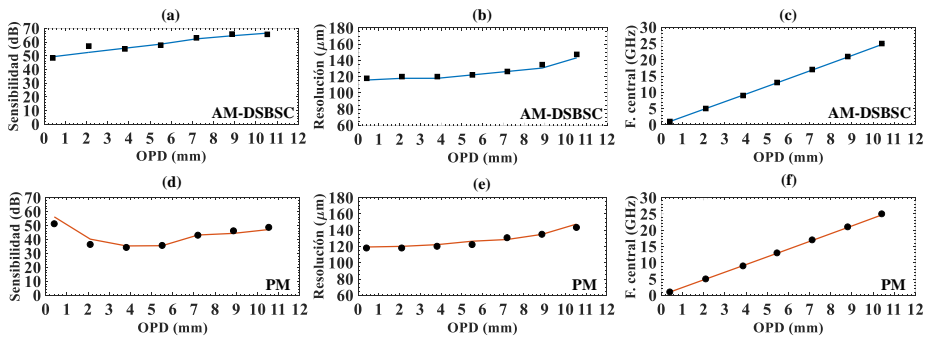 (a)
Sensibilidad (dB)
70
60
50
40
30
20
10
0
AM-DSBSC
0 1 2 3 4 5 6 7 8 9 10 11 12
OPD (mm)
(b)
Resolución (μm)
180
160
140
120
100
80
60
AM-DSBSC
0 1 2 3 4 5 6 7 8 9 10 11 12
OPD (mm)
(c)
F. central (GHz)
30
25
20
15
10
5
0
AM-DSBSC
0 1 2 3 4 5 6 7 8 9 10 11 12
OPD (mm)
(d)
Sensibilidad (dB)
70
60
50
40
30
20
10
0
PM
0 1 2 3 4 5 6 7 8 9 10 11 12
OPD (mm)
(e)
Resolución (μm)
180
160
140
120
100
80
60
PM
0 1 2 3 4 5 6 7 8 9 10 11 12
OPD (mm)
(f)
F. central (GHz)
30
25
20
15
10
5
0
PM
0 1 2 3 4 5 6 7 8 9 10 11 12
OPD (mm)